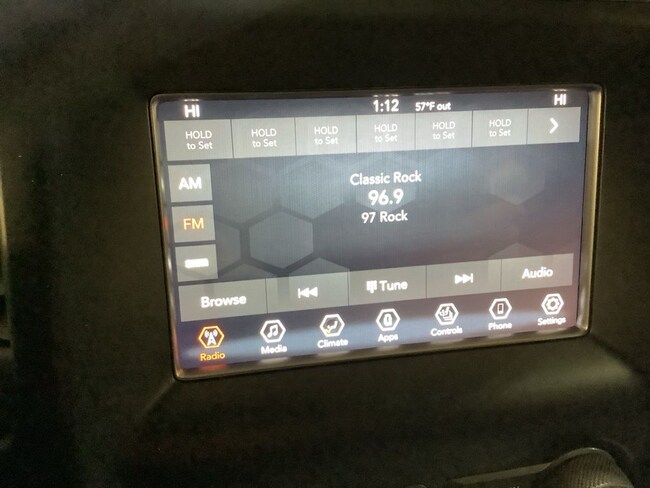 HI 1:12 57°F out HI
HOLD to Set
HOLD to Set
HOLD to Set
HOLD to Set
HOLD to Set
HOLD to Set
AM
Classic Rock
96.9
FM
97 Rock
Browse
Tune
Audio
Radio
Media
Climate
Apps
Controls
Phone
Settings